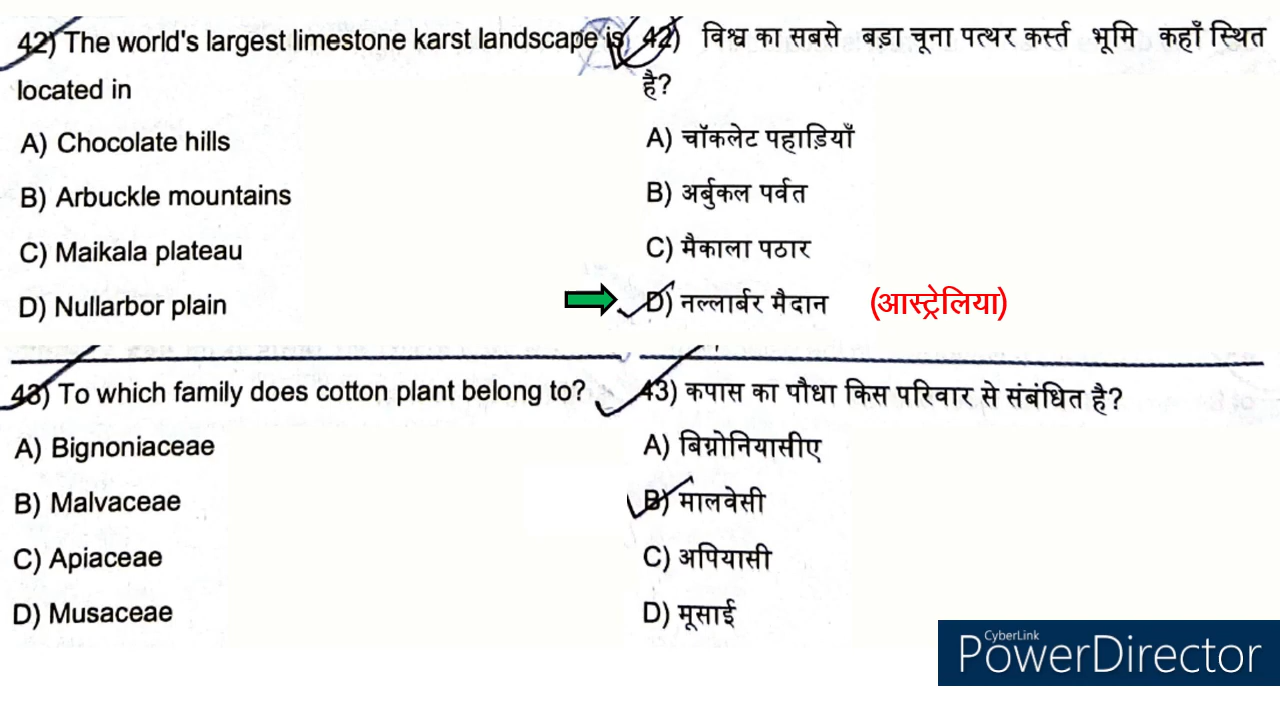 42) The world's largest limestone karst landscape is
located in
A) Chocolate hills
B) Arbuckle mountains
C) Maikala plateau
D) Nullarbor plain
42) विश्व का सबसे बड़ा चूना पत्थर कर्स्त भूमि कहाँ स्थित
है?
A) चॉकलेट पहाड़ियाँ
B) अर्बुकल पर्वत
C) मैकाला पठार
D) नल्लार्बर मैदान (आस्ट्रेलिया)
43) To which family does cotton plant belong to?
A) Bignoniaceae
B) Malvaceae
C) Apiaceae
D) Musaceae
43) कपास का पौधा किस परिवार से संबंधित है?
A) बिग्नोनियासीए
B) मालवेसी
C) अपियासी
D) मूसाई
CyberLink
PowerDirector